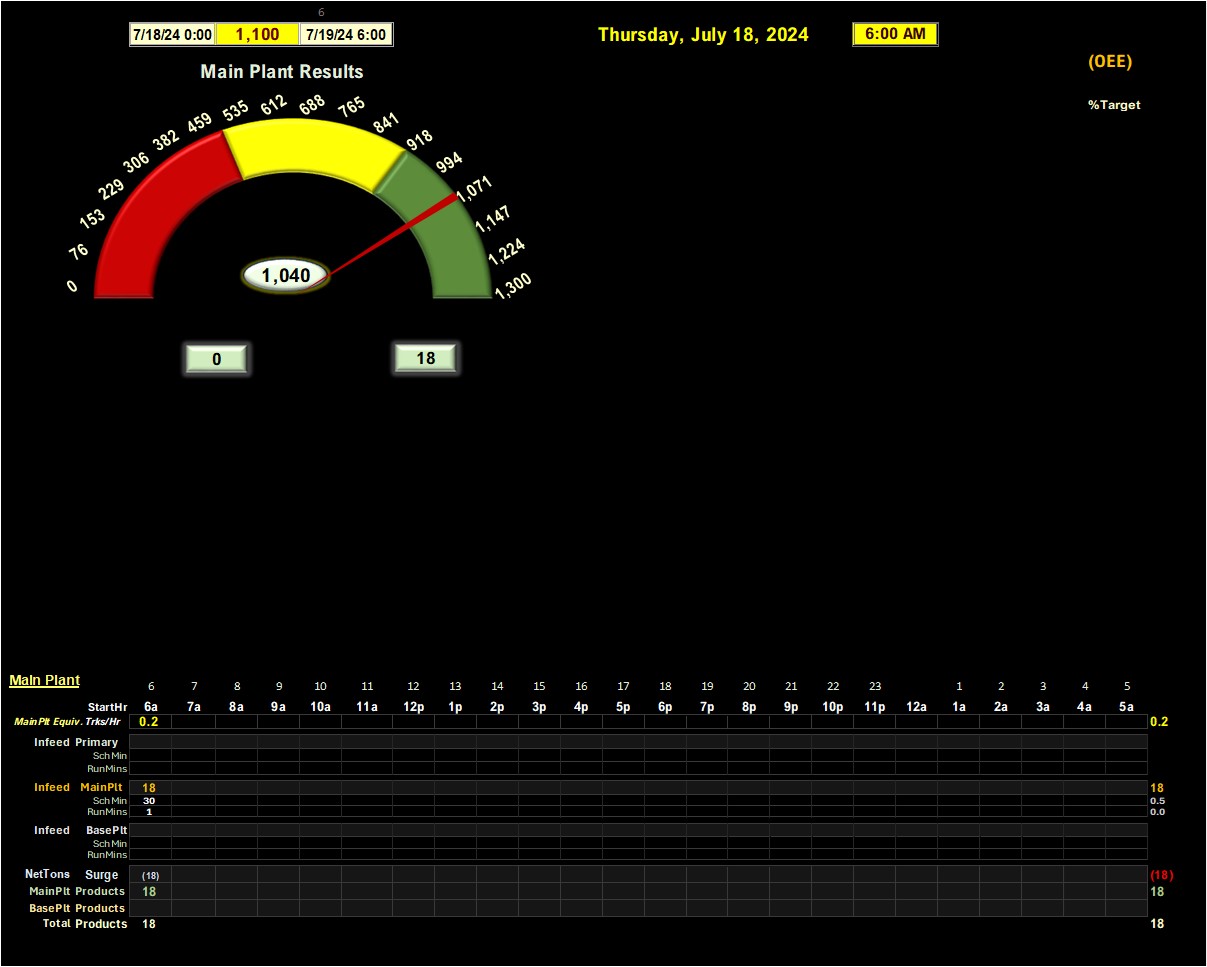 6
7/18/24 0:00 1,100 7/19/24 6:00 Thursday, July 18, 2024 6:00 AM
(OEE)
Main Plant Results
%Target
0 76 153 229 306 382 459 535 612 688 765 841 918 994 1,071 1,147 1,224 1,300
1,040
0 18
Main Plant
6 7 8 9 10 11 12 13 14 15 16 17 18 19 20 21 22 23 1 2 3 4 5
StartHr 6a 7a 8a 9a 10a 11a 12p 1p 2p 3p 4p 5p 6p 7p 8p 9p 10p 11p 12a 1a 2a 3a 4a 5a
MainPlt Equiv. Trks/Hr 0.2 0.2
Infeed Primary
Sch Min
RunMins
Infeed MainPlt 18 18
Sch Min 30 0.5
RunMins 1 0.0
Infeed BasePlt
Sch Min
RunMins
NetTons Surge (18) (18)
MainPlt Products 18 18
BasePlt Products
Total Products 18 18